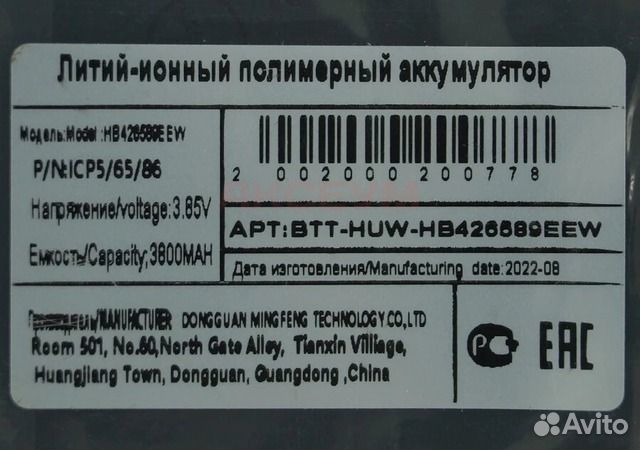 Литий-ионный полимерный аккумулятор
Модель:Model:HB426589EEW
P/N:ICP5/65/86
Напряжение/voltage:3.85V
Емкость/Capacity;3800MAH
2 002000 200778
АРТ:BTT-HUW-HB426589EEW
Дата изготовления/Manufacturing date:2022-08
/MANUFACTURER DONGGUAN MINGFENG TECHNOLOGY CO,LTD
Room 501, No.60,North Gate Alley, Tianxin Villiage,
Huangjiang Town, Dongguan, Guangdong ,China
РС
EAC
Avito